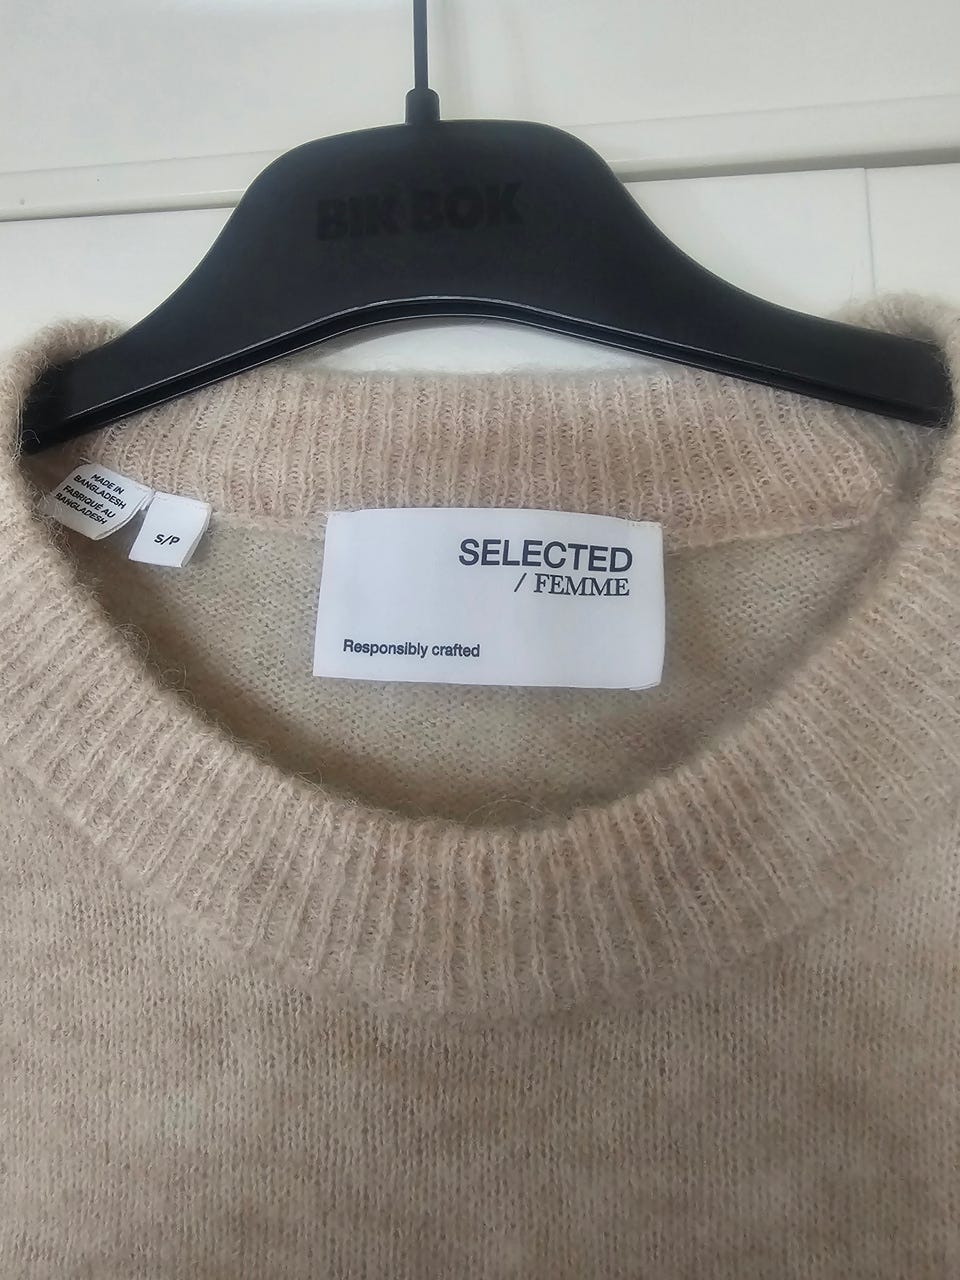 BIK BOK
MADE IN
BANGLADESH
FABRIQUÉ AU
BANGLADESH
S/P
SELECTED
/ FEMME
Responsibly crafted